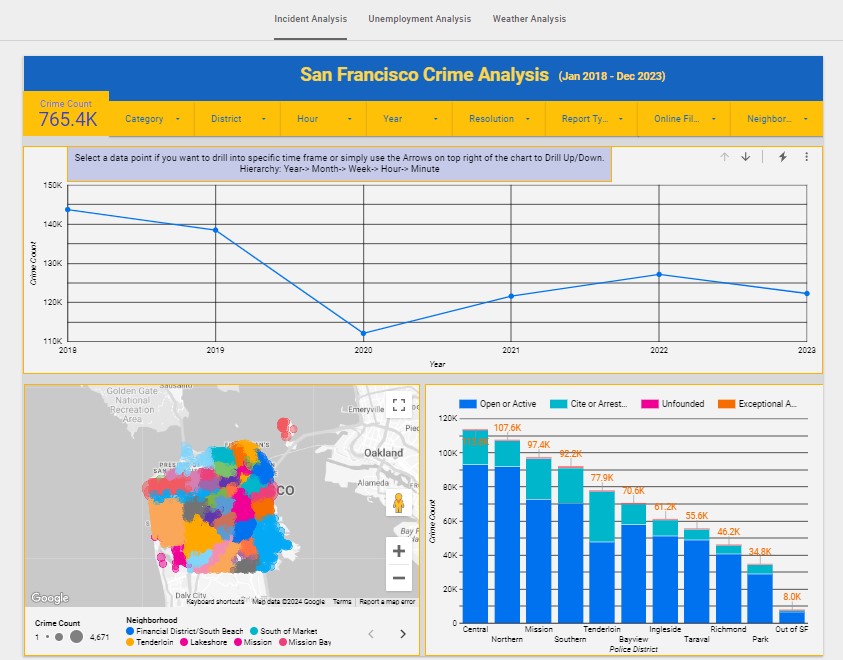 Incident Analysis Unemployment Analysis Weather Analysis
San Francisco Crime Analysis (Jan 2018 - Dec 2023)
Crime Count
765.4K
Category District Hour Year Resolution Report Ty... Online Fil... Neighbor...
Select a data point if you want to drill into specific time frame or simply use the Arrows on top right of the chart to Drill Up/Down.
Hierarchy: Year-> Month-> Week-> Hour-> Minute
150K
140K
130K
120K
110K
Crime Count
2018 2019 2020 2021 2022 2023
Year
Sausalito
Golden Gate
National
Recreation
Area
Emeryville
Oakland
Alameda
CO
Daly City
Google
Keyboard shortcuts Map data ©2024 Google Terms Report a map error
Crime Count
1 4,671
Neighborhood
Financial District/South Beach South of Market
Tenderloin Lakeshore Mission Mission Bay
Open or Active Cite or Arrest... Unfounded Exceptional A...
120K
100K
80K
60K
40K
20K
0
Crime Count
107.6K
97.4K
92.2K
77.9K
70.6K
61.2K
55.6K
46.2K
34.8K
8.0K
Central Mission Tenderloin Ingleside Richmond Out of SF
Northern Southern Bayview Taraval Park
Police District